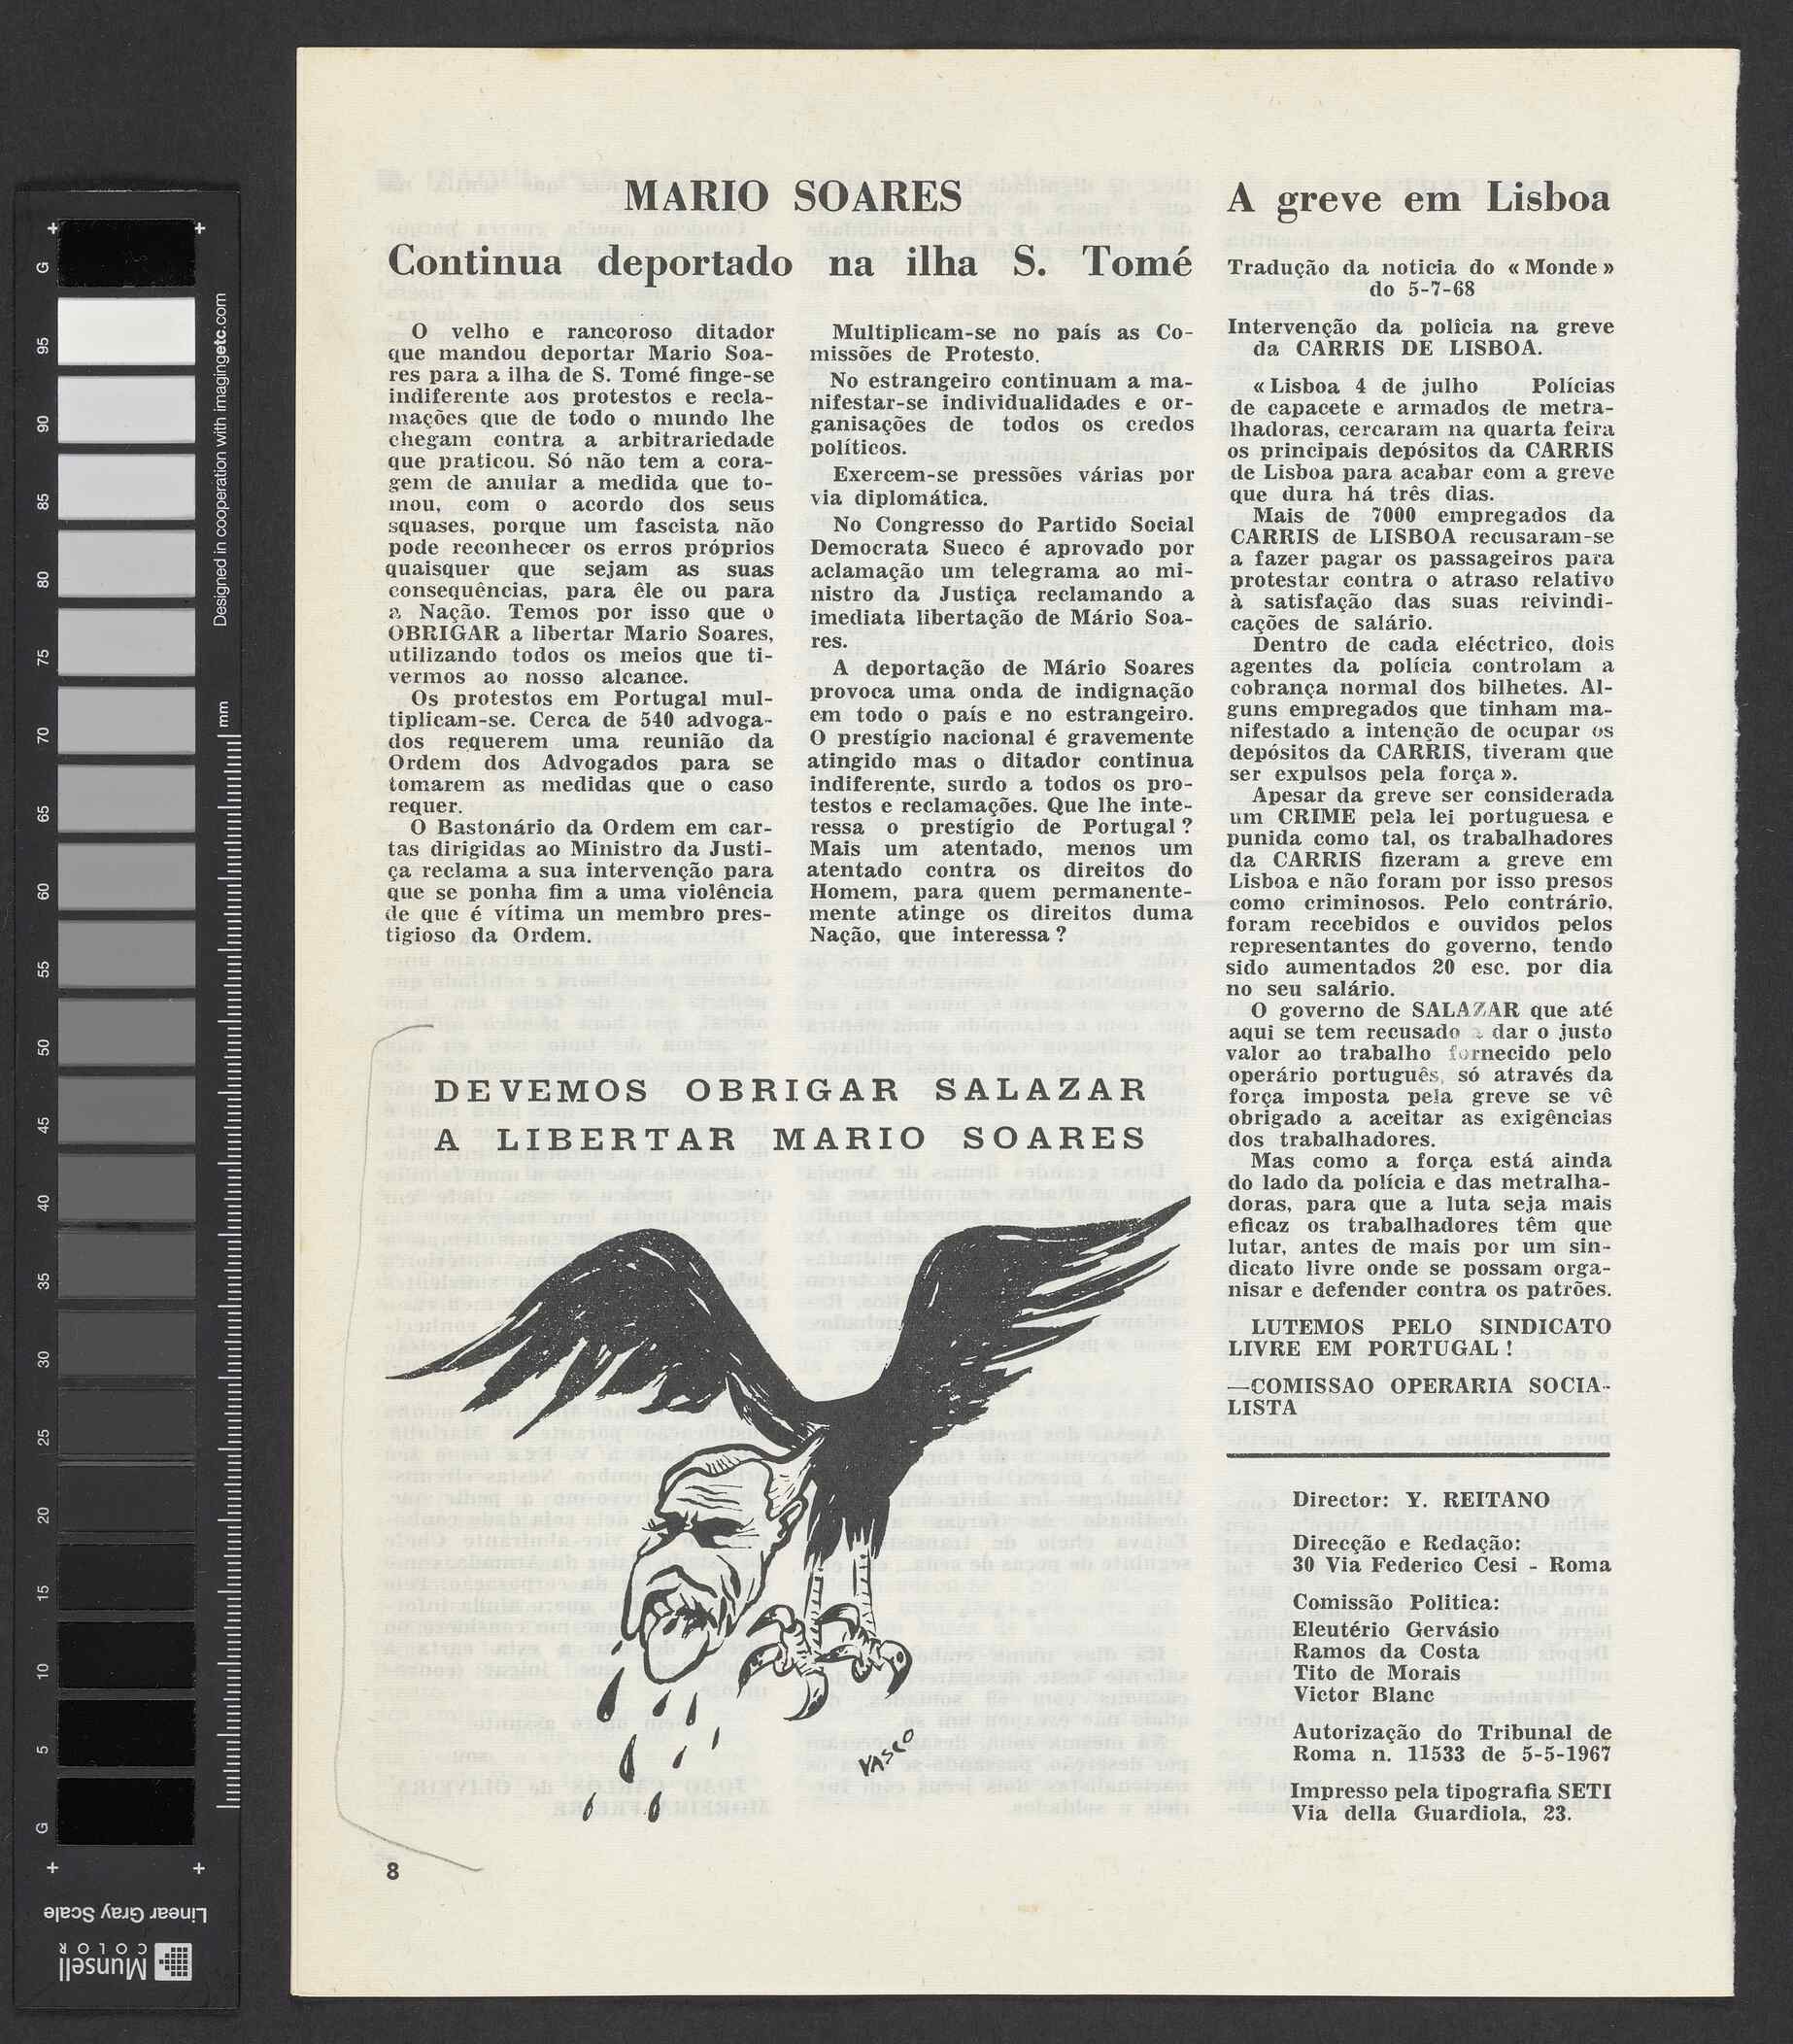 MARIO SOARES
Continua deportado na ilha S. Tomé
O velho e rancoroso ditador
que mandou deportar Mario Soa-
res para a ilha de S. Tomé finge-se
indiferente aos protestos e recla-
mações que de todo o mundo lhe
chegam contra a arbitrariedade
que praticou. Só não tem a cora-
gem de anular a medida que to-
mou, com o acordo dos seus
squases, porque um fascista não
pode reconhecer os erros próprios
quaisquer que sejam as suas
consequências, para êle ou para
a Nação. Temos por isso que o
OBRIGAR a libertar Mario Soares,
utilizando todos os meios que ti-
vermos ao nosso alcance.
Os protestos em Portugal mul-
tiplicam-se. Cerca de 540 advoga-
dos requerem uma reunião da
Ordem dos Advogados para se
tomarem as medidas que o caso
requer.
O Bastonário da Ordem em car-
tas dirigidas ao Ministro da Justi-
ça reclama a sua intervenção para
que se ponha fim a uma violência
de que é vítima un membro pres-
tigioso da Ordem.
Multiplicam-se no país as Co-
missões de Protesto.
No estrangeiro continuam a ma-
nifestar-se individualidades e or-
ganisações de todos os credos
políticos.
Exercem-se pressões várias por
via diplomática.
No Congresso do Partido Social
Democrata Sueco é aprovado por
aclamação um telegrama ao mi-
nistro da Justiça reclamando a
imediata libertação de Mário Soa-
res.
A deportação de Mário Soares
provoca uma onda de indignação
em todo o país e no estrangeiro.
O prestígio nacional é gravemente
atingido mas o ditador continua
indiferente, surdo a todos os pro-
testos e reclamações. Que lhe inte-
ressa o prestígio de Portugal ?
Mais um atentado, menos um
atentado contra os direitos do
Homem, para quem permanente-
mente atinge os direitos duma
Nação, que interessa ?
DEVEMOS OBRIGAR SALAZAR
A LIBERTAR MARIO SOARES
VASCO
8
A greve em Lisboa
Tradução da noticia do « Monde »
do 5-7-68
Intervenção da polícia na greve
da CARRIS DE LISBOA.
« Lisboa 4 de julho Polícias
de capacete e armados de metra-
lhadoras, cercaram na quarta feira
os principais depósitos da CARRIS
de Lisboa para acabar com a greve
que dura há três dias.
Mais de 7000 empregados da
CARRIS de LISBOA recusaram-se
a fazer pagar os passageiros para
protestar contra o atraso relativo
à satisfação das suas reivindi-
cações de salário.
Dentro de cada eléctrico, dois
agentes da polícia controlam a
cobrança normal dos bilhetes. Al-
guns empregados que tinham ma-
nifestado a intenção de ocupar os
depósitos da CARRIS, tiveram que
ser expulsos pela força ».
Apesar da greve ser considerada
um CRIME pela lei portuguesa e
punida como tal, os trabalhadores
da CARRIS fizeram a greve em
Lisboa e não foram por isso presos
como criminosos. Pelo contrário,
foram recebidos e ouvidos pelos
representantes do governo, tendo
sido aumentados 20 esc. por dia
no seu salário.
O governo de SALAZAR que até
aqui se tem recusado a dar o justo
valor ao trabalho fornecido pelo
operário português, só através da
força imposta pela greve se vê
obrigado a aceitar as exigências
dos trabalhadores.
Mas como a força está ainda
do lado da polícia e das metralha-
doras, para que a luta seja mais
eficaz os trabalhadores têm que
lutar, antes de mais por um sin-
dicato livre onde se possam orga-
nisar e defender contra os patrões.
LUTEMOS PELO SINDICATO
LIVRE EM PORTUGAL !
—COMISSAO OPERARIA SOCIA-
LISTA
Director: Y. REITANO
Direcção e Redação:
30 Via Federico Cesi - Roma
Comissão Politica:
Eleutério Gervásio
Ramos da Costa
Tito de Morais
Victor Blanc
Autorização do Tribunal de
Roma n. 11533 de 5-5-1967
Impresso pela tipografia SETI
Via della Guardiola, 23.
G
95
90
85
80
75
70
65
60
55
50
45
40
35
30
25
20
15
10
5
G
Designed in cooperation with imagingetc.com
mm
Linear Gray Scale
Munsell
COLOR